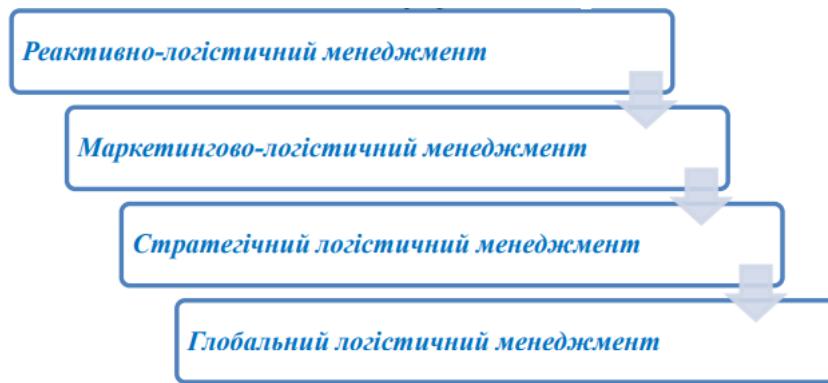 Реактивно-логістичний менеджмент
Маркетингово-логістичний менеджмент
Стратегічний логістичний менеджмент
Глобальний логістичний менеджмент